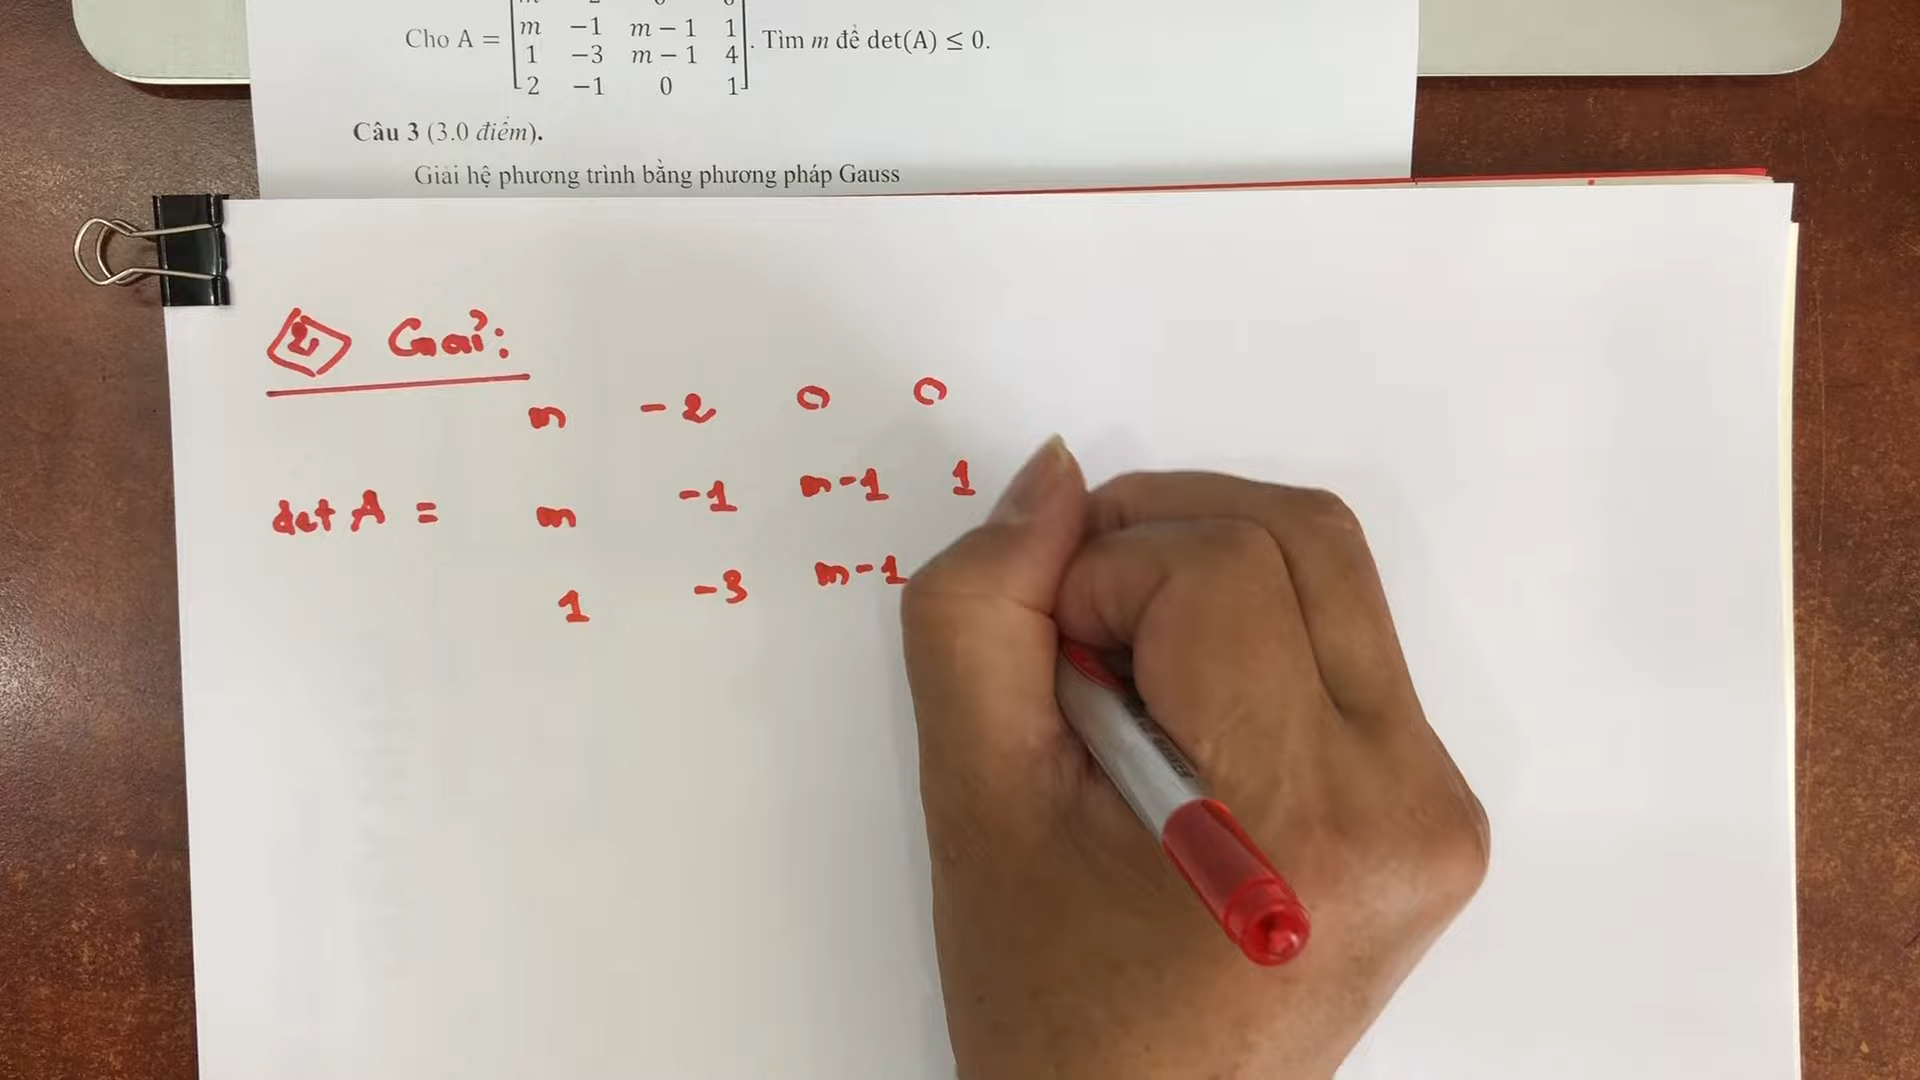 m -1 m − 1 1
Cho A = 1 -3 m − 1 4 . Tìm m để det(A) ≤ 0.
2 −1 0 1
Câu 3 (3.0 điểm).
Giải hệ phương trình bằng phương pháp Gauss
2 Giải:
m -2 0 0
det A = m -1 m-1 1
1 -3 m-1